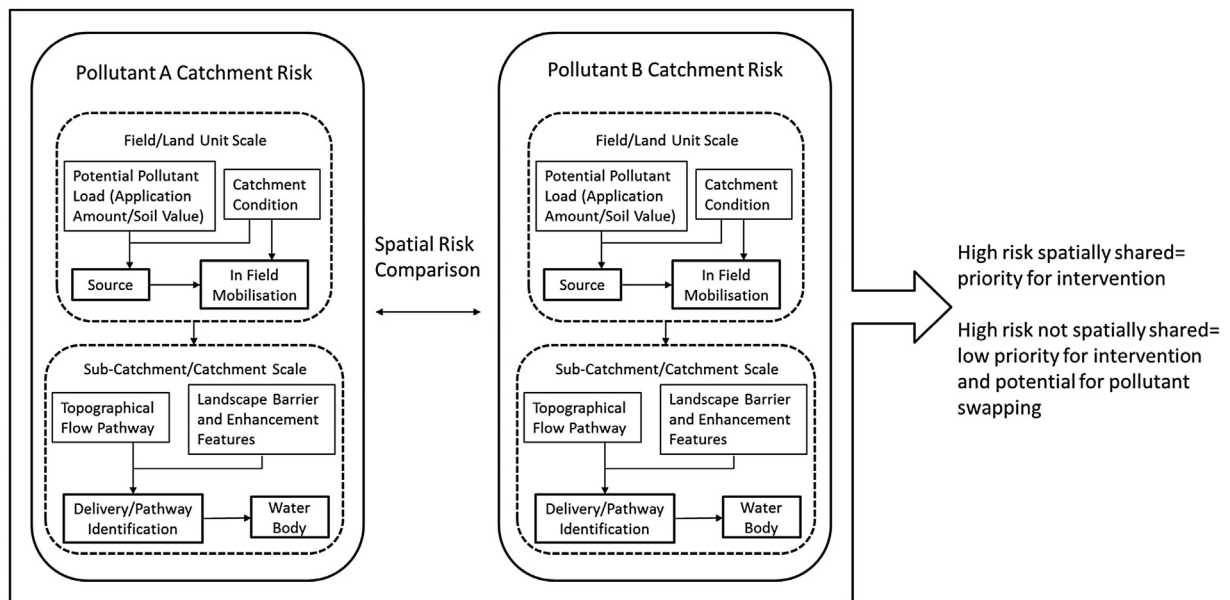 Pollutant A Catchment Risk
Field/Land Unit Scale
Potential Pollutant
Load (Application
Amount/Soil Value)
Catchment
Condition
Source
In Field
Mobilisation
Sub-Catchment/Catchment Scale
Topographical
Flow Pathway
Landscape Barrier
and Enhancement
Features
Delivery/Pathway
Identification
Water
Body
Spatial Risk
Comparison
Pollutant B Catchment Risk
Field/Land Unit Scale
Potential Pollutant
Load (Application
Amount/Soil Value)
Catchment
Condition
Source
In Field
Mobilisation
Sub-Catchment/Catchment Scale
Topographical
Flow Pathway
Landscape Barrier
and Enhancement
Features
Delivery/Pathway
Identification
Water
Body
High risk spatially shared=
priority for intervention
High risk not spatially shared=
low priority for intervention
and potential for pollutant
swapping